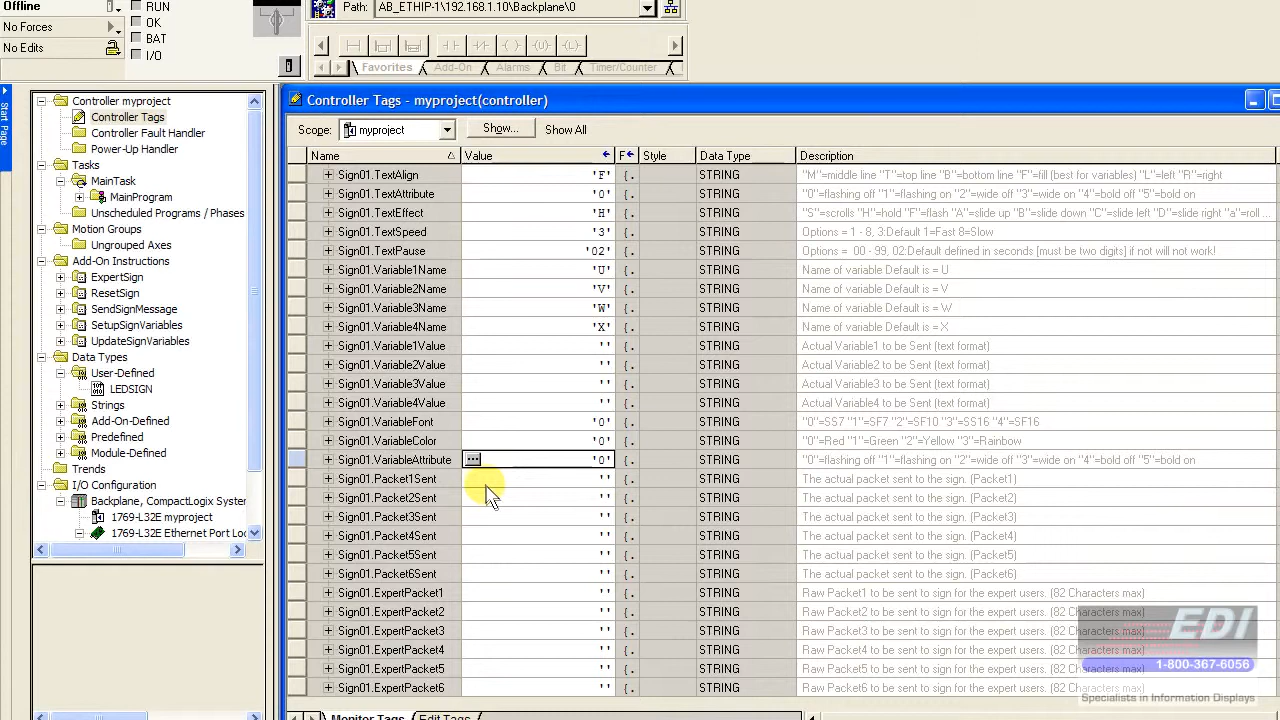 Offline
RUN
Path: AB_ETHIP-1\192.168.1.10\Backplane\0
No Forces
OK
No Edits
BAT
I/O
Favorites Add-On Alarms Bit Timer/Counter
Start Page
Controller myproject
Controller Tags
Controller Fault Handler
Power-Up Handler
Tasks
MainTask
MainProgram
Unscheduled Programs / Phases
Motion Groups
Ungrouped Axes
Add-On Instructions
ExpertSign
ResetSign
SendSignMessage
SetupSignVariables
UpdateSignVariables
Data Types
User-Defined
LEDSIGN
Strings
Add-On-Defined
Predefined
Module-Defined
Trends
I/O Configuration
Backplane, CompactLogix System
1769-L32E myproject
1769-L32E Ethernet Port Loc
Controller Tags - myproject(controller)
Scope: myproject Show... Show All
Name Value F Style Data Type Description
Sign01.TextAlign 'F' {. STRING "M"=middle line "T"=top line "B"=bottom line "F"=fill (best for variables) "L"=left "R"=right
Sign01.TextAttribute '0' {. STRING "0"=flashing off "1"=flashing on "2"=wide off "3"=wide on "4"=bold off "5"=bold on
Sign01.TextEffect 'H' {. STRING "S"=scrolls "H"=hold "F"=flash "A"=slide up "B"=slide down "C"=slide left "D"=slide right "a"=roll ...
Sign01.TextSpeed '3' {. STRING Options = 1 - 8, 3:Default 1=Fast 8=Slow
Sign01.TextPause '02' {. STRING Options = 00 - 99, 02:Default defined in seconds [must be two digits] if not will not work!
Sign01.Variable1Name 'U' {. STRING Name of variable Default is = U
Sign01.Variable2Name 'V' {. STRING Name of variable Default is = V
Sign01.Variable3Name 'W' {. STRING Name of variable Default is = W
Sign01.Variable4Name 'X' {. STRING Name of variable Default is = X
Sign01.Variable1Value '' {. STRING Actual Variable1 to be Sent (text format)
Sign01.Variable2Value '' {. STRING Actual Variable2 to be Sent (text format)
Sign01.Variable3Value '' {. STRING Actual Variable3 to be Sent (text format)
Sign01.Variable4Value '' {. STRING Actual Variable4 to be Sent (text format)
Sign01.VariableFont '0' {. STRING "0"=SS7 "1"=SF7 "2"=SF10 "3"=SS16 "4"=SF16
Sign01.VariableColor '0' {. STRING "0"=Red "1"=Green "2"=Yellow "3"=Rainbow
Sign01.VariableAttribute ... '0' {. STRING "0"=flashing off "1"=flashing on "2"=wide off "3"=wide on "4"=bold off "5"=bold on
Sign01.Packet1Sent '' {. STRING The actual packet sent to the sign. (Packet1)
Sign01.Packet2Sent '' {. STRING The actual packet sent to the sign. (Packet2)
Sign01.Packet3Sent '' {. STRING The actual packet sent to the sign. (Packet3)
Sign01.Packet4Sent '' {. STRING The actual packet sent to the sign. (Packet4)
Sign01.Packet5Sent '' {. STRING The actual packet sent to the sign. (Packet5)
Sign01.Packet6Sent '' {. STRING The actual packet sent to the sign. (Packet6)
Sign01.ExpertPacket1 '' {. STRING Raw Packet1 to be sent to sign for the expert users. (82 Characters max)
Sign01.ExpertPacket2 '' {. STRING Raw Packet2 to be sent to sign for the expert users. (82 Characters max)
Sign01.ExpertPacket3 '' {. STRING Raw Packet3 to be sent to sign for the expert users. (82 Characters max)
Sign01.ExpertPacket4 '' {. STRING Raw Packet4 to be sent to sign for the expert users. (82 Characters max)
Sign01.ExpertPacket5 '' {. STRING Raw Packet5 to be sent to sign for the expert users. (82 Characters max)
Sign01.ExpertPacket6 '' {. STRING Raw Packet6 to be sent to sign for the expert users. (82 Characters max)
Monitor Tags Edit Tags
EDI
1-800-367-6056
Specialists in Information Displays